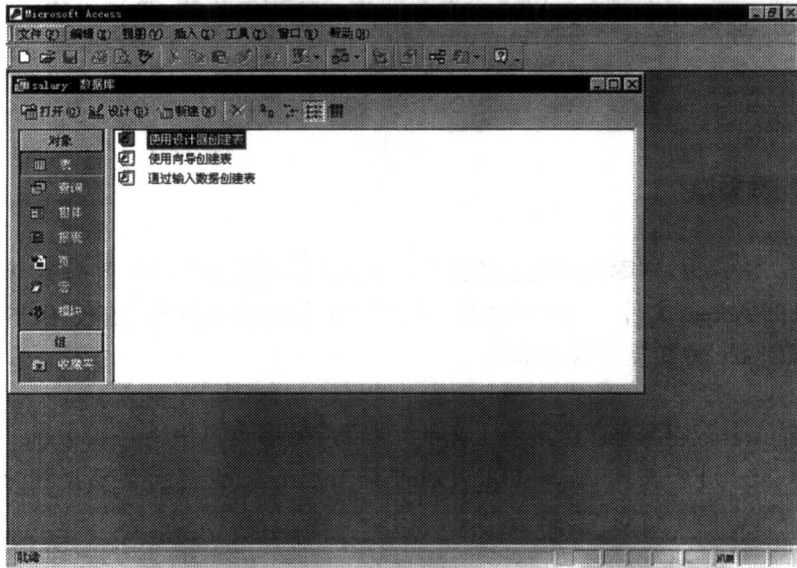 Microsoft Access
文件(F) 编辑(E) 视图(V) 插入(I) 工具(T) 窗口(W) 帮助(H)
salary 数据库
打开(O) 设计(D) 新建(N)
对象
表
查询
窗体
报表
页
宏
模块
组
收藏夹
使用设计器创建表
使用向导创建表
通过输入数据创建表
就绪
NUM